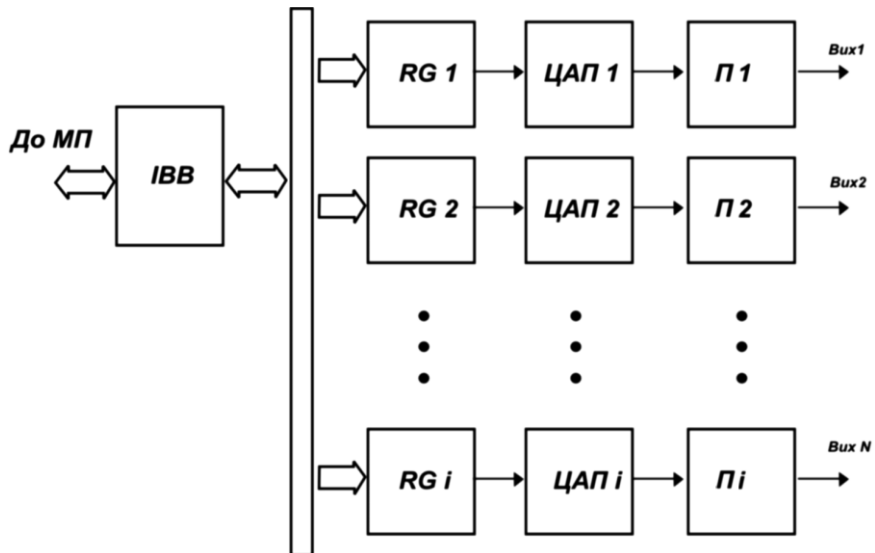 До МП
ІВВ
RG 1
ЦАП 1
П 1
Вих1
RG 2
ЦАП 2
П 2
Вих2
RG i
ЦАП i
П i
Вих N